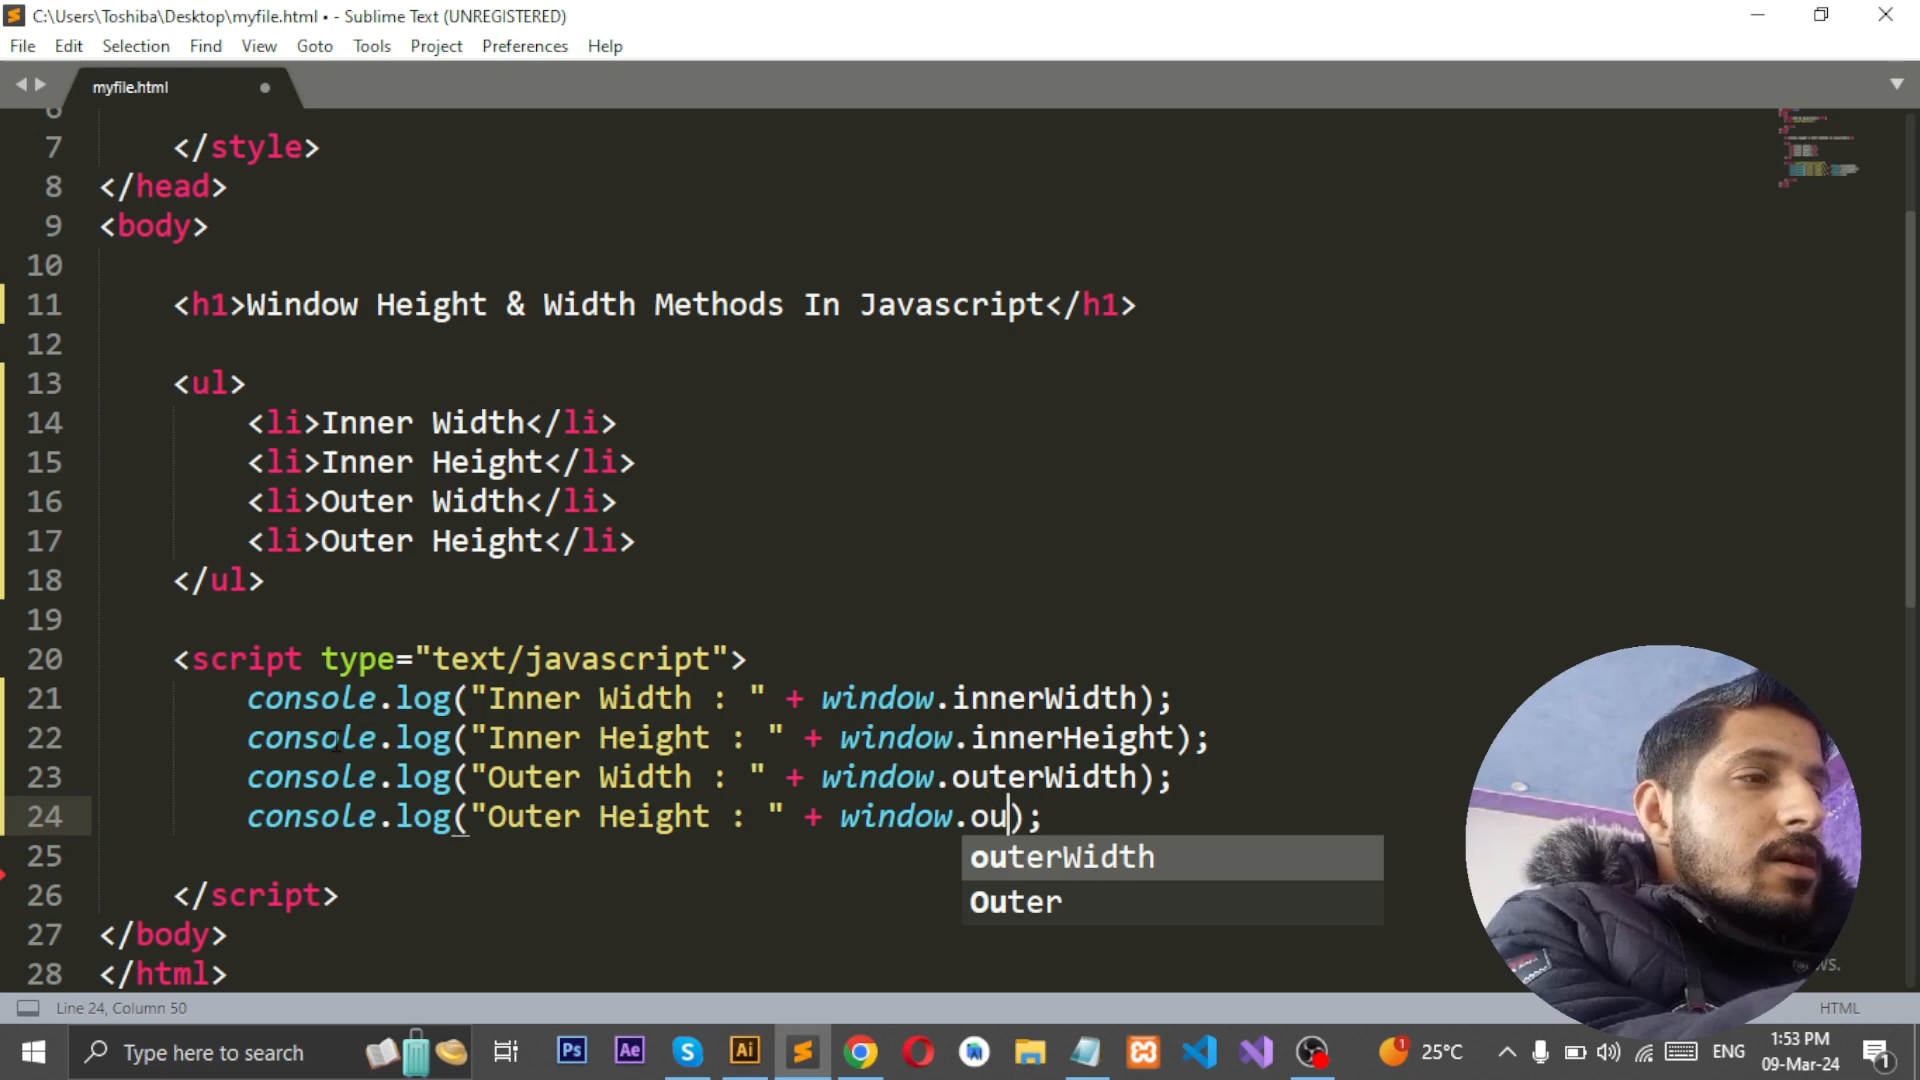 C:\Users\Toshiba\Desktop\myfile.html • - Sublime Text (UNREGISTERED)
File Edit Selection Find View Goto Tools Project Preferences Help
myfile.html
6
7 </style>
8 </head>
9 <body>
10
11 <h1>Window Height & Width Methods In Javascript</h1>
12
13 <ul>
14 <li>Inner Width</li>
15 <li>Inner Height</li>
16 <li>Outer Width</li>
17 <li>Outer Height</li>
18 </ul>
19
20 <script type="text/javascript">
21 console.log("Inner Width : " + window.innerWidth);
22 console.log("Inner Height : " + window.innerHeight);
23 console.log("Outer Width : " + window.outerWidth);
24 console.log("Outer Height : " + window.ou);
outerWidth
Outer
25
26 </script>
27 </body>
28 </html>
Line 24, Column 50
HTML
Type here to search
Ps
Ae
Ai
1
25°C
ENG
1:53 PM
09-Mar-24
1